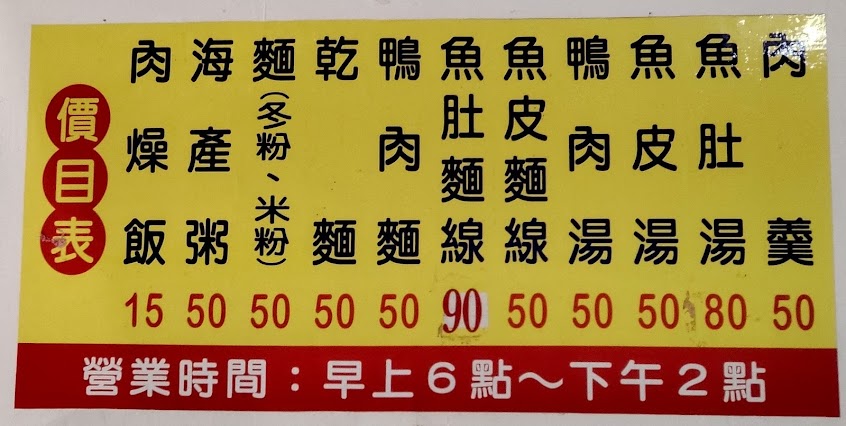 價目表
肉燥飯 15
海產粥 50
麵(冬粉、米粉) 50
乾麵 50
鴨肉麵 50
魚肚麵線 90
魚皮麵線 50
鴨肉湯 50
魚皮湯 50
魚肚湯 80
肉羹 50
營業時間:早上6點～下午2點